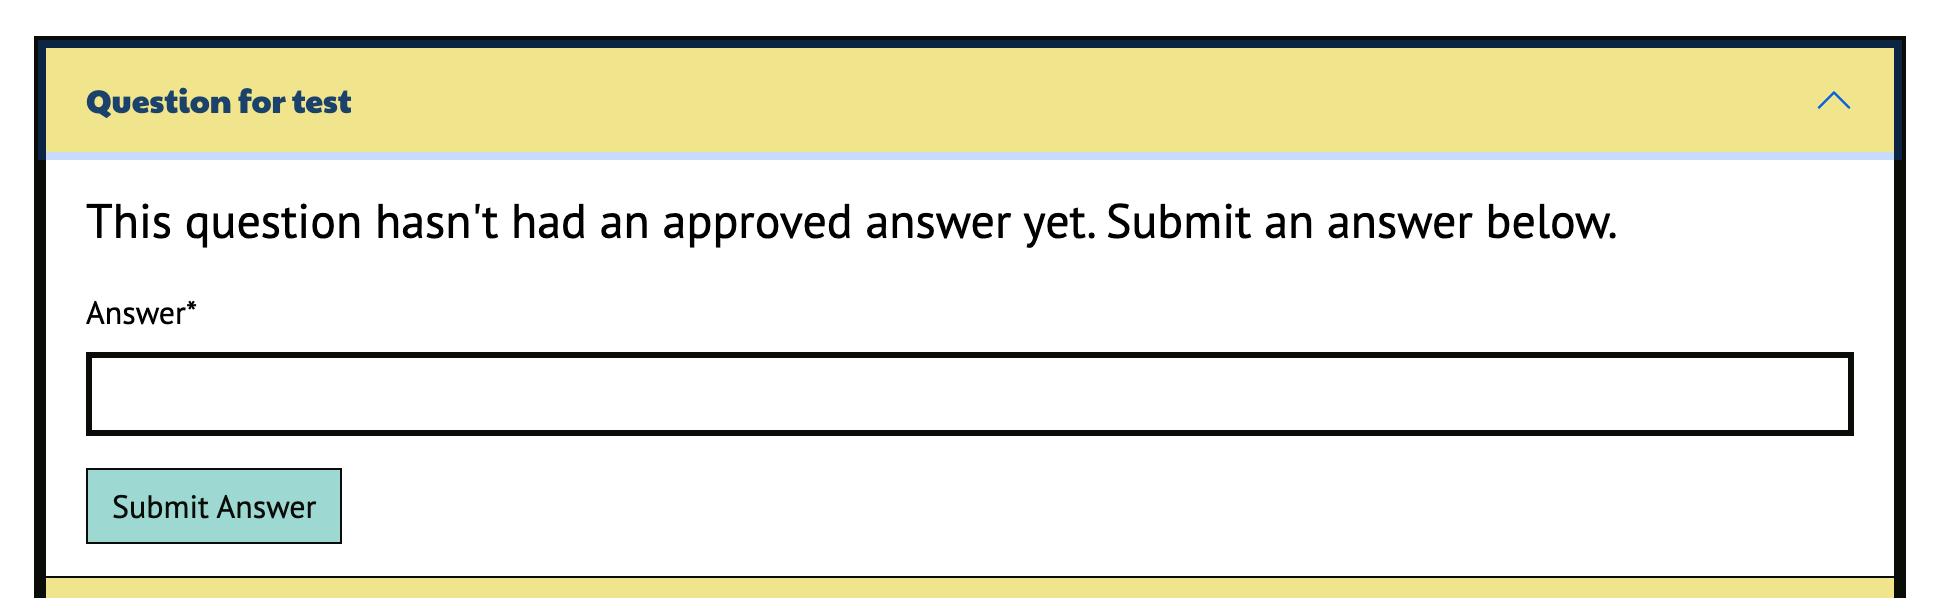 Question for test
This question hasn't had an approved answer yet. Submit an answer below.
Answer*
Submit Answer